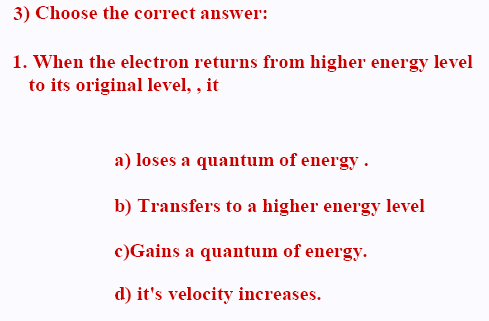 3) Choose the correct answer:
1. When the electron returns from higher energy level
to its original level, , it
a) loses a quantum of energy .
b) Transfers to a higher energy level
c)Gains a quantum of energy.
d) it's velocity increases.